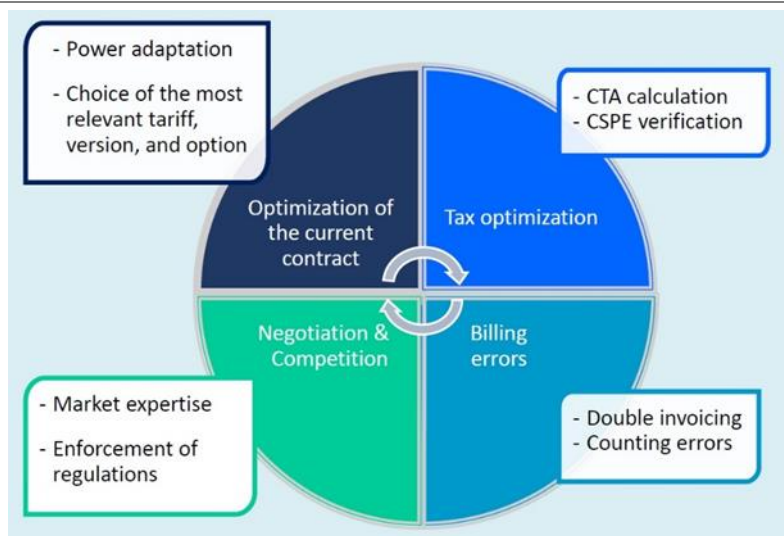 - Power adaptation
- Choice of the most
relevant tariff,
version, and option
- CTA calculation
- CSPE verification
Optimization of
the current
contract
Tax optimization
Negotiation &
Competition
Billing
errors
- Market expertise
- Enforcement of
regulations
- Double invoicing
- Counting errors